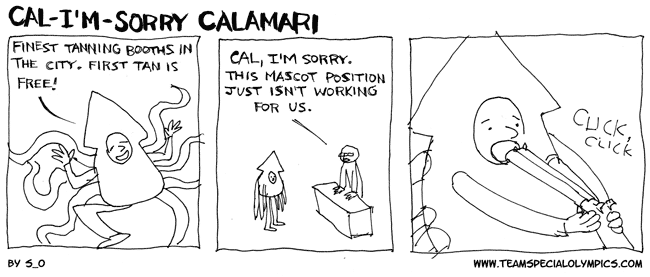 CAL-I'M-SORRY CALAMARI
FINEST TANNING BOOTHS IN
THE CITY. FIRST TAN IS
FREE!
CAL, I'M SORRY.
THIS MASCOT POSITION
JUST ISN'T WORKING
FOR US.
CLICK,
CLICK
BY S_O
WWW.TEAMSPECIALOLYMPICS.COM